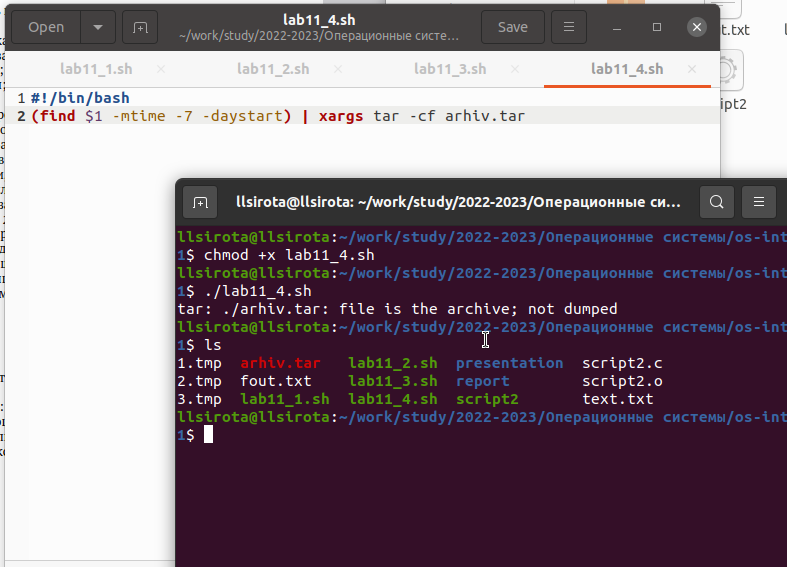 Open
lab11_4.sh
~/work/study/2022-2023/Операционные систе...
Save
lab11_1.sh
lab11_2.sh
lab11_3.sh
lab11_4.sh
1 #!/bin/bash
2 (find $1 -mtime -7 -daystart) | xargs tar -cf arhiv.tar
llsirota@llsirota: ~/work/study/2022-2023/Операционные си...
llsirota@llsirota:~/work/study/2022-2023/Операционные системы/os-int
1$ chmod +x lab11_4.sh
llsirota@llsirota:~/work/study/2022-2023/Операционные системы/os-int
1$ ./lab11_4.sh
tar: ./arhiv.tar: file is the archive; not dumped
llsirota@llsirota:~/work/study/2022-2023/Операционные системы/os-int
1$ ls
1.tmp arhiv.tar lab11_2.sh presentation script2.c
2.tmp fout.txt lab11_3.sh report script2.o
3.tmp lab11_1.sh lab11_4.sh script2 text.txt
llsirota@llsirota:~/work/study/2022-2023/Операционные системы/os-int
1$
t.txt
ipt2